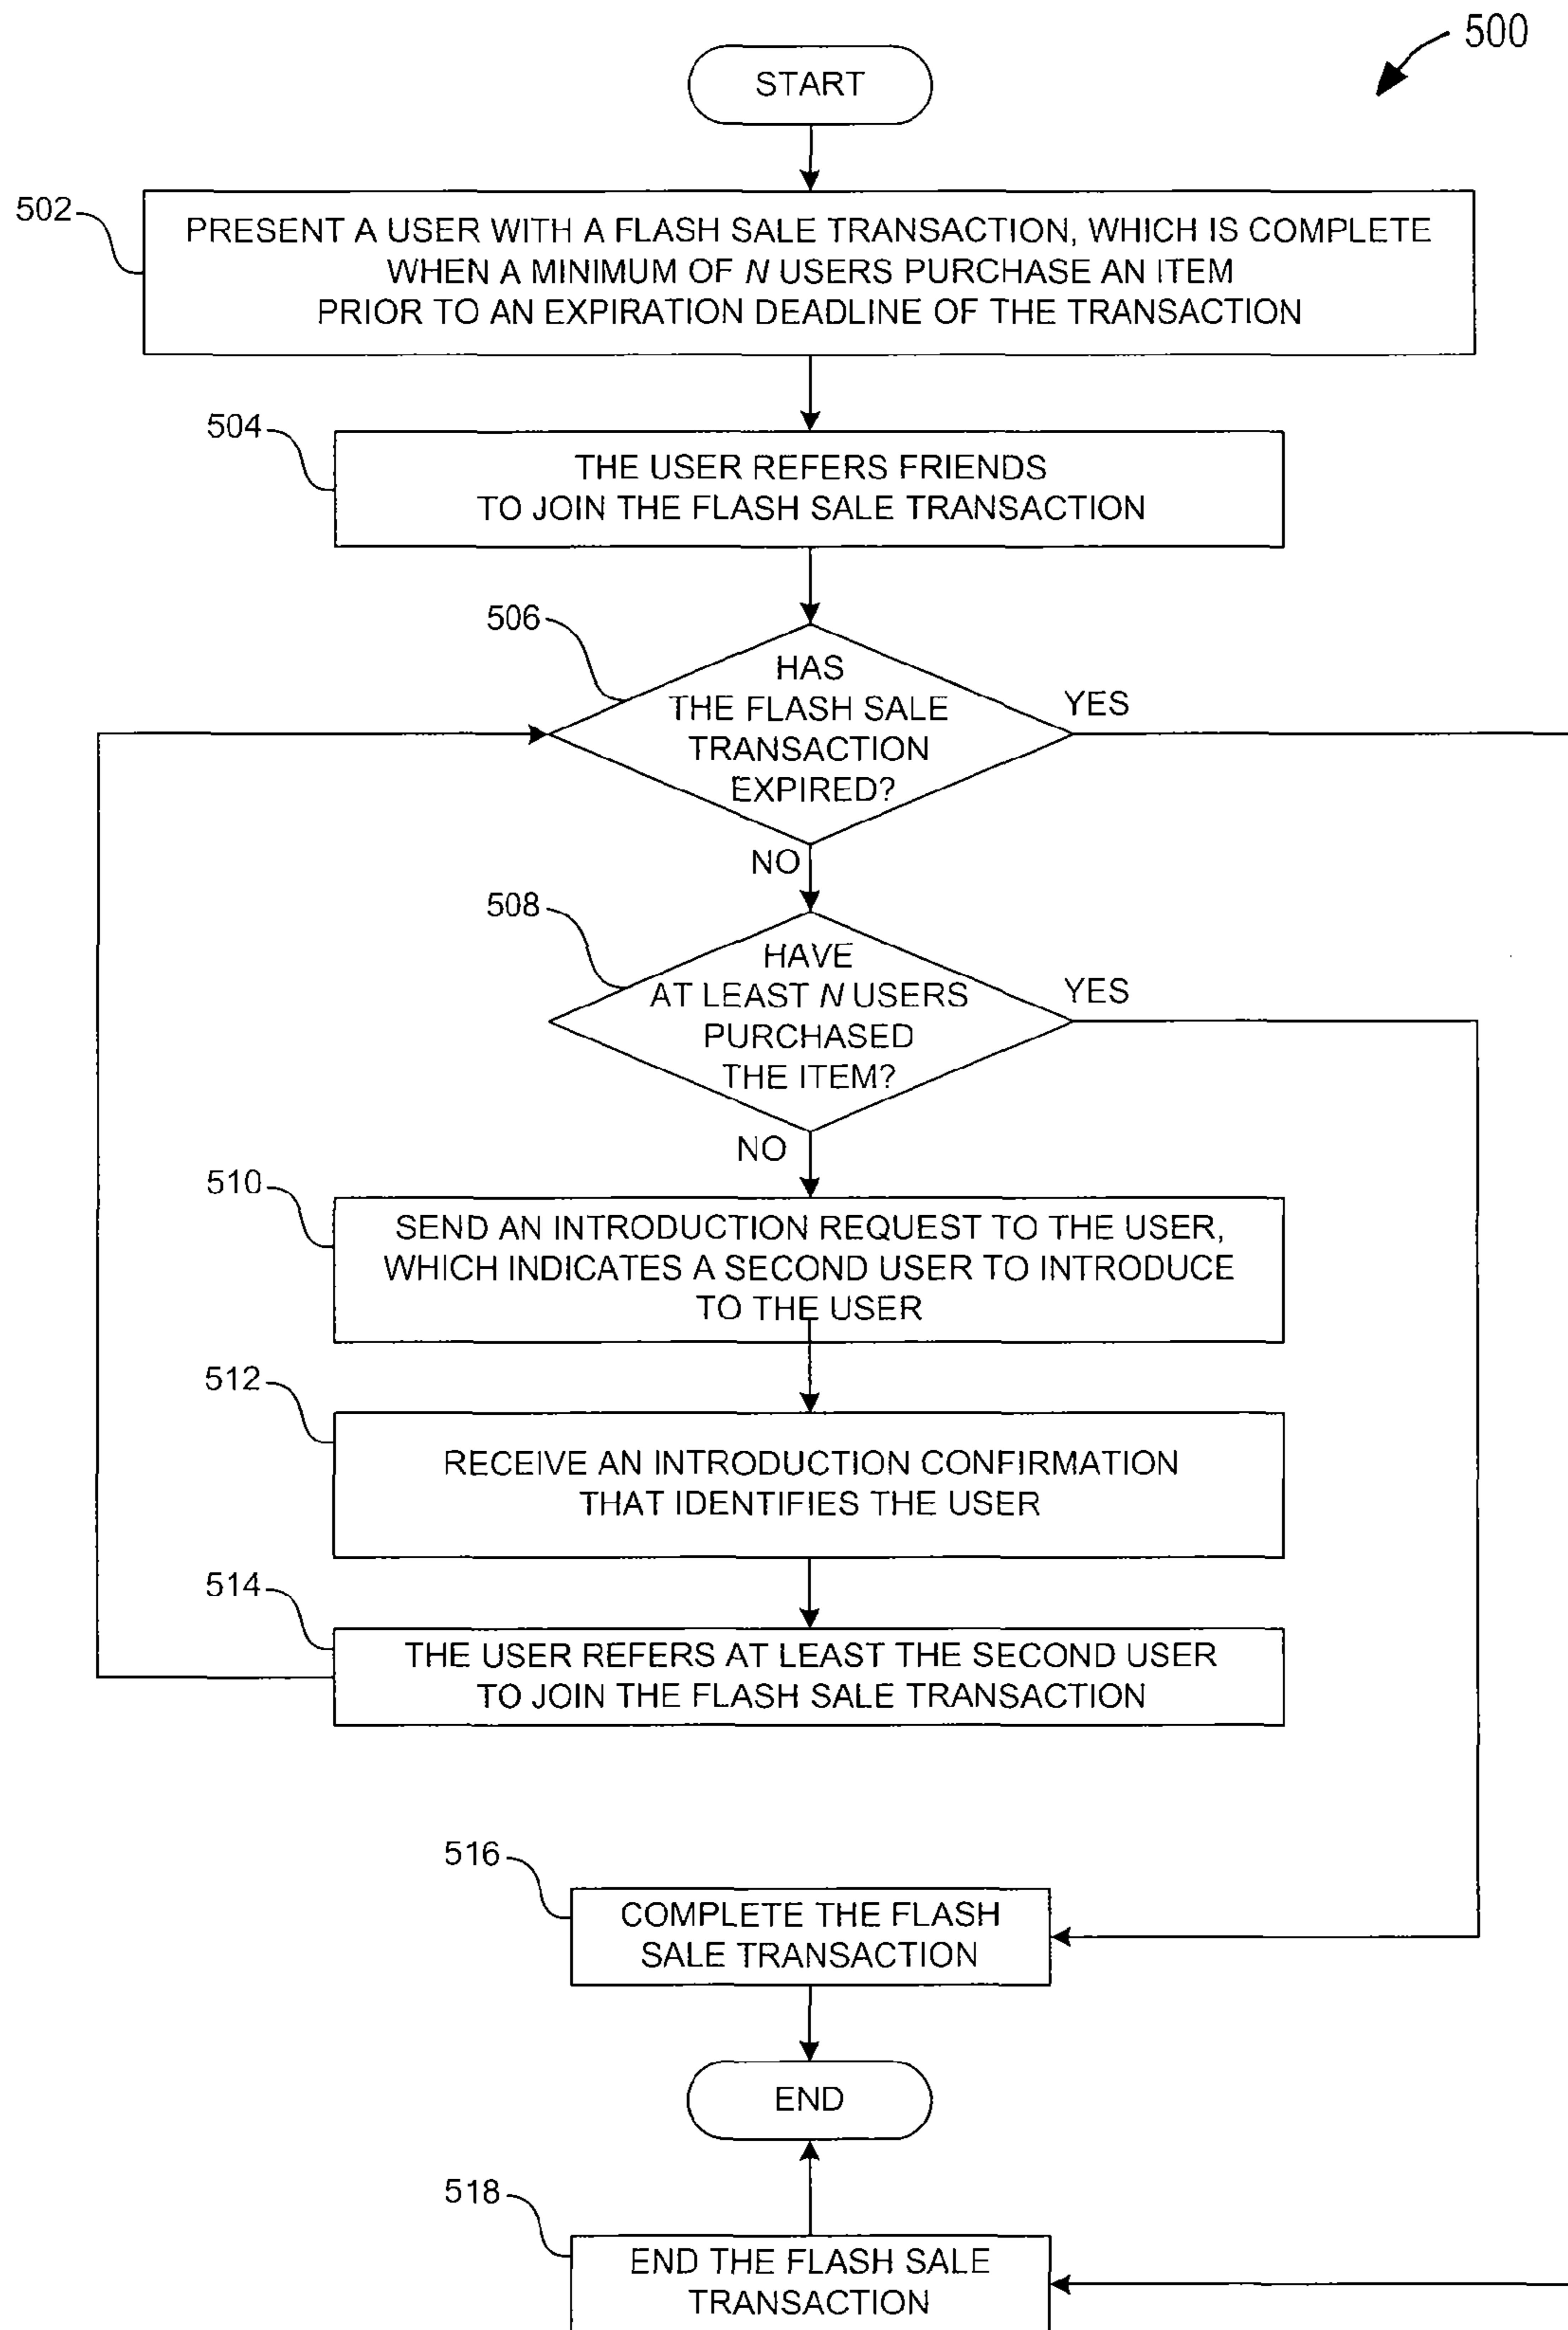 500
START
502
PRESENT A USER WITH A FLASH SALE TRANSACTION, WHICH IS COMPLETE
WHEN A MINIMUM OF N USERS PURCHASE AN ITEM
PRIOR TO AN EXPIRATION DEADLINE OF THE TRANSACTION
504
THE USER REFERS FRIENDS
TO JOIN THE FLASH SALE TRANSACTION
506
HAS
THE FLASH SALE
TRANSACTION
EXPIRED?
YES
NO
508
HAVE
AT LEAST N USERS
PURCHASED
THE ITEM?
YES
NO
510
SEND AN INTRODUCTION REQUEST TO THE USER,
WHICH INDICATES A SECOND USER TO INTRODUCE
TO THE USER
512
RECEIVE AN INTRODUCTION CONFIRMATION
THAT IDENTIFIES THE USER
514
THE USER REFERS AT LEAST THE SECOND USER
TO JOIN THE FLASH SALE TRANSACTION
516
COMPLETE THE FLASH
SALE TRANSACTION
END
518
END THE FLASH SALE
TRANSACTION